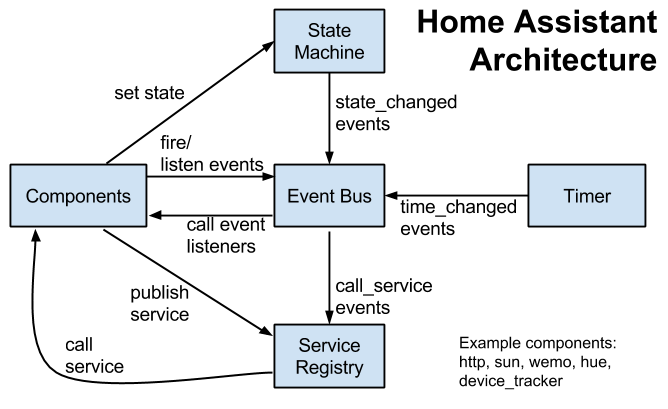 Home Assistant
Architecture
State
Machine
set state
state_changed
events
fire/
listen events
Components
Event Bus
Timer
time_changed
events
call event
listeners
publish
service
call_service
events
call
service
Service
Registry
Example components:
http, sun, wemo, hue,
device_tracker